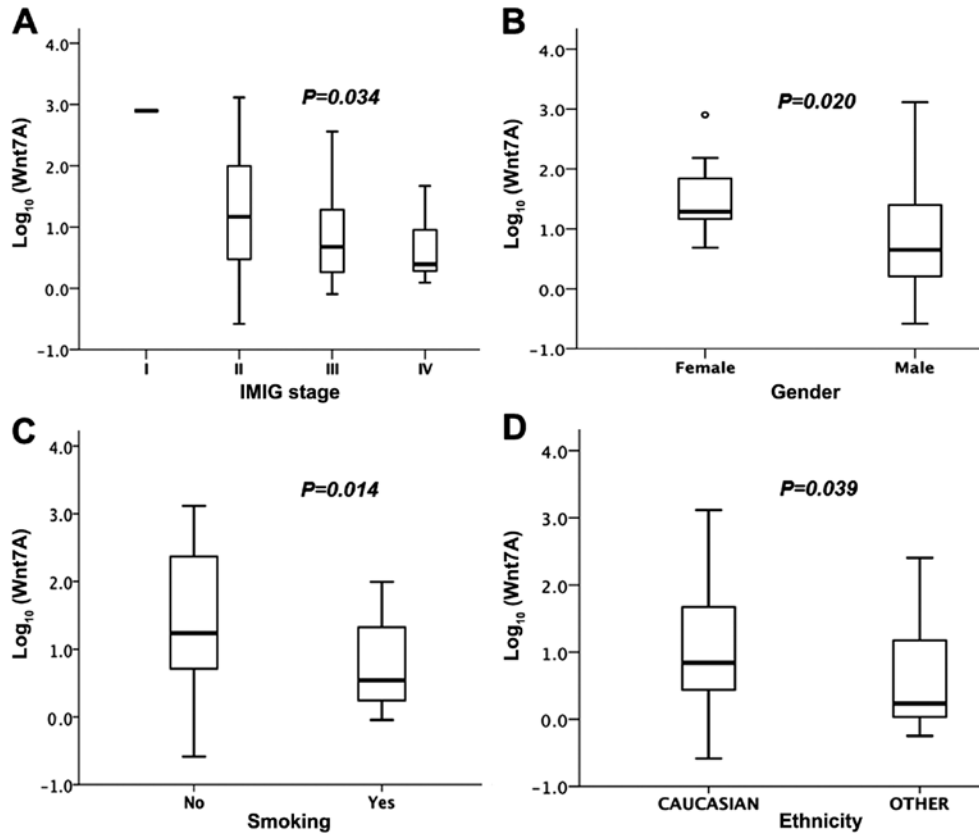 A
Log10 (Wnt7A)
4.0
3.0
2.0
1.0
0.0
-1.0
P=0.034
I II III IV
IMIG stage
B
Log10 (Wnt7A)
4.0
3.0
2.0
1.0
0.0
-1.0
P=0.020
Female Male
Gender
C
Log10 (Wnt7A)
4.0
3.0
2.0
1.0
0.0
-1.0
P=0.014
No Yes
Smoking
D
Log10 (Wnt7A)
4.0
3.0
2.0
1.0
0.0
-1.0
P=0.039
CAUCASIAN OTHER
Ethnicity